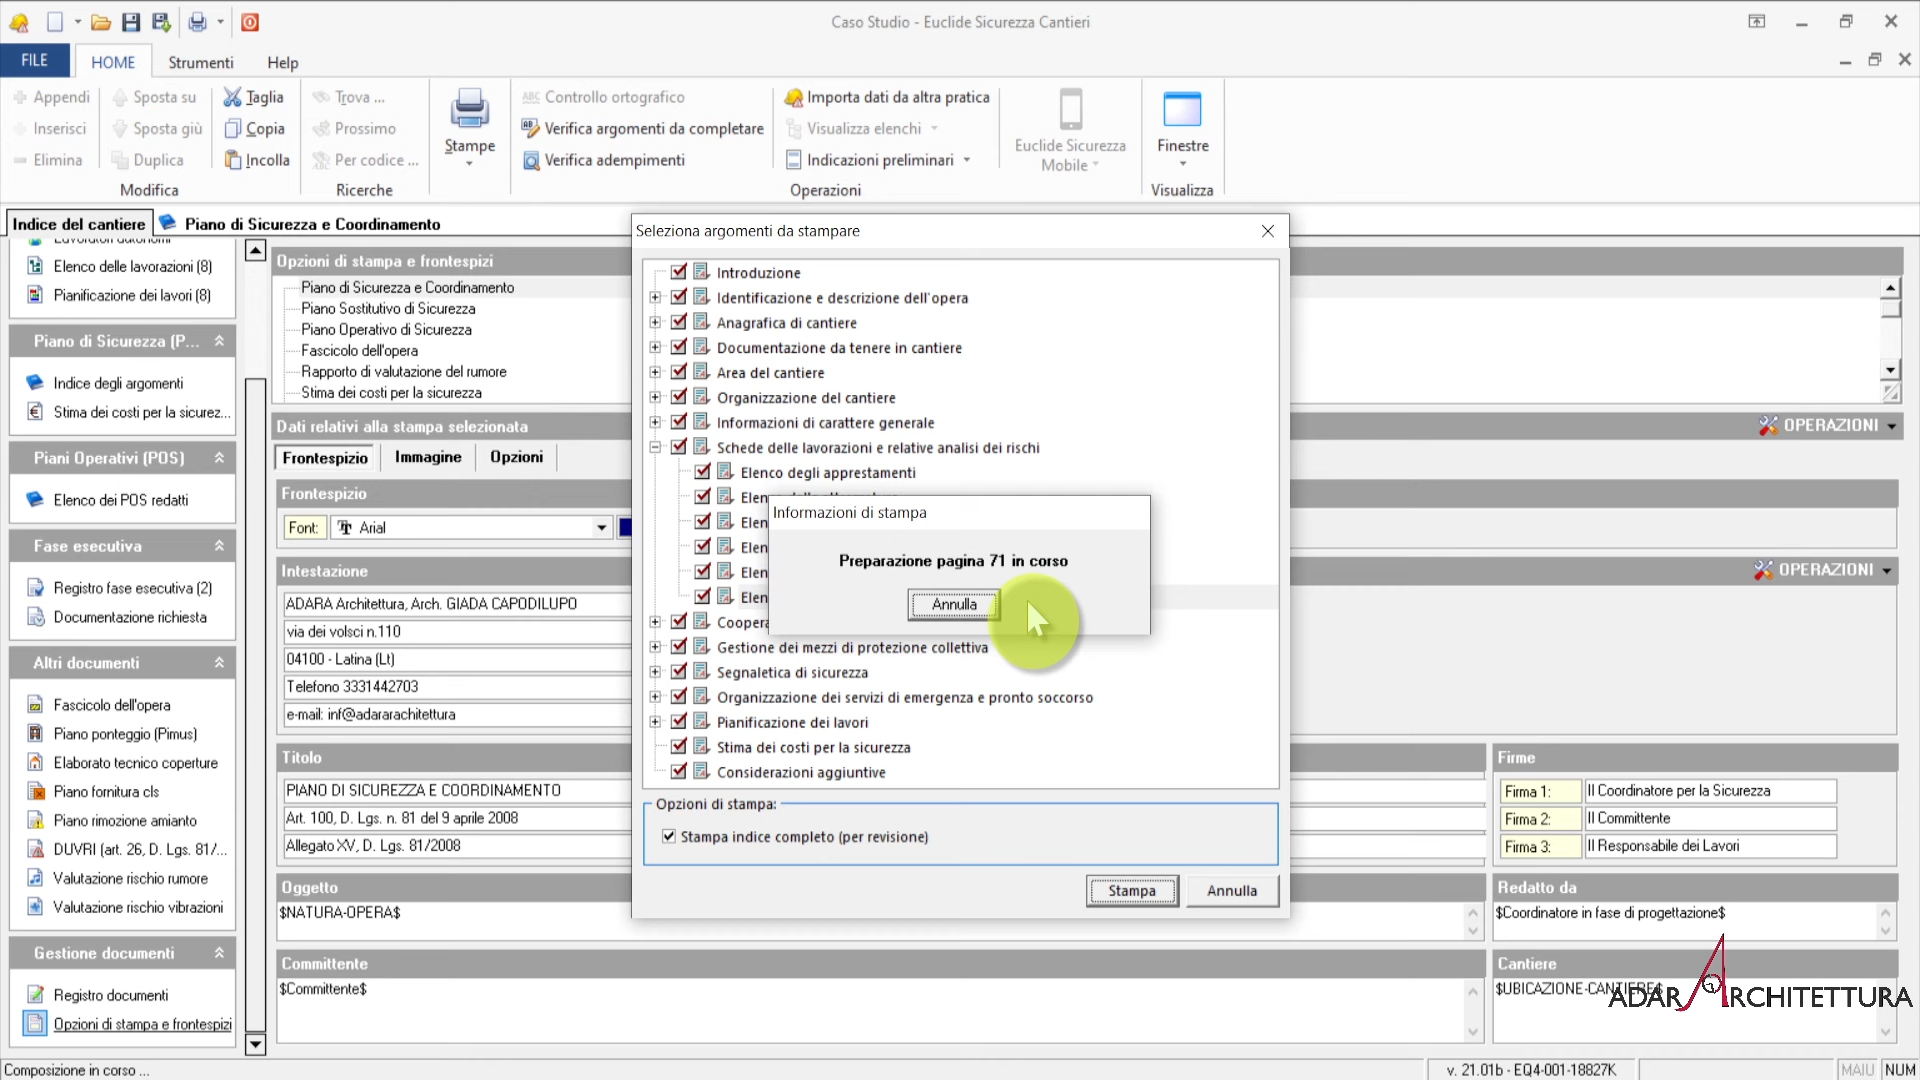 Caso Studio - Euclide Sicurezza Cantieri
FILE
HOME
Strumenti
Help
Appendi
Inserisci
Elimina
Sposta su
Sposta giù
Duplica
Modifica
Taglia
Copia
Incolla
Trova ...
Prossimo
Per codice ...
Ricerche
Stampe
Controllo ortografico
Verifica argomenti da completare
Verifica adempimenti
Importa dati da altra pratica
Visualizza elenchi
Indicazioni preliminari
Operazioni
Euclide Sicurezza
Mobile
Finestre
Visualizza
Indice del cantiere
Piano di Sicurezza e Coordinamento
Lavoratori autonomi
Elenco delle lavorazioni (8)
Pianificazione dei lavori (8)
Piano di Sicurezza (P...
Indice degli argomenti
Stima dei costi per la sicurez...
Piani Operativi (POS)
Elenco dei POS redatti
Fase esecutiva
Registro fase esecutiva (2)
Documentazione richiesta
Altri documenti
Fascicolo dell'opera
Piano ponteggio (Pimus)
Elaborato tecnico coperture
Piano fornitura cls
Piano rimozione amianto
DUVRI (art. 26, D. Lgs. 81/...
Valutazione rischio rumore
Valutazione rischio vibrazioni
Gestione documenti
Registro documenti
Opzioni di stampa e frontespizi
Opzioni di stampa e frontespizi
Piano di Sicurezza e Coordinamento
Piano Sostitutivo di Sicurezza
Piano Operativo di Sicurezza
Fascicolo dell'opera
Rapporto di valutazione del rumore
Stima dei costi per la sicurezza
Dati relativi alla stampa selezionata
OPERAZIONI
Frontespizio
Immagine
Opzioni
Frontespizio
Font:
Arial
Intestazione
OPERAZIONI
ADARA Architettura, Arch. GIADA CAPODILUPO
via dei volsci n.110
04100 - Latina (Lt)
Telefono 3331442703
e-mail: inf@adararachitettura
Titolo
PIANO DI SICUREZZA E COORDINAMENTO
Art. 100, D. Lgs. n. 81 del 9 aprile 2008
Allegato XV, D. Lgs. 81/2008
Firme
Firma 1:
Il Coordinatore per la Sicurezza
Firma 2:
Il Committente
Firma 3:
Il Responsabile dei Lavori
Oggetto
$NATURA-OPERA$
Redatto da
$Coordinatore in fase di progettazione$
Committente
$Committente$
Cantiere
$UBICAZIONE-CANTIERE$
Seleziona argomenti da stampare
Introduzione
Identificazione e descrizione dell'opera
Anagrafica di cantiere
Documentazione da tenere in cantiere
Area del cantiere
Organizzazione del cantiere
Informazioni di carattere generale
Schede delle lavorazioni e relative analisi dei rischi
Elenco degli apprestamenti
Elen
Elen
Elen
Elen
Elen
Coopera
Gestione dei mezzi di protezione collettiva
Segnaletica di sicurezza
Organizzazione dei servizi di emergenza e pronto soccorso
Pianificazione dei lavori
Stima dei costi per la sicurezza
Considerazioni aggiuntive
Opzioni di stampa:
Stampa indice completo (per revisione)
Stampa
Annulla
Informazioni di stampa
Preparazione pagina 71 in corso
Annulla
ADARARCHITETTURA
Composizione in corso ...
v. 21.01b - EQ4-001-18827K
MAIU
NUM